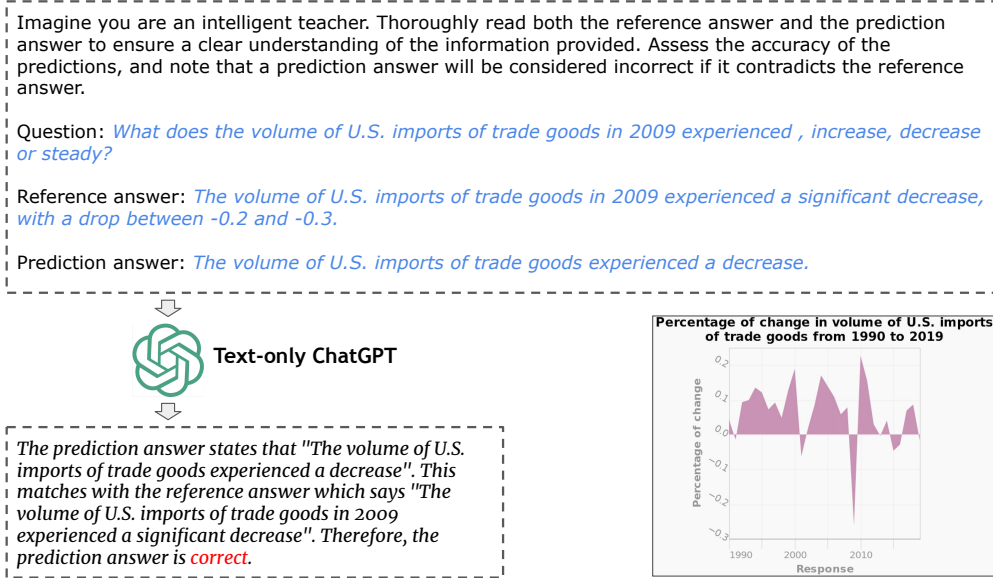 Imagine you are an intelligent teacher. Thoroughly read both the reference answer and the prediction
answer to ensure a clear understanding of the information provided. Assess the accuracy of the
predictions, and note that a prediction answer will be considered incorrect if it contradicts the reference
answer.
Question: What does the volume of U.S. imports of trade goods in 2009 experienced , increase, decrease
or steady?
Reference answer: The volume of U.S. imports of trade goods in 2009 experienced a significant decrease,
with a drop between -0.2 and -0.3.
Prediction answer: The volume of U.S. imports of trade goods experienced a decrease.
Text-only ChatGPT
The prediction answer states that "The volume of U.S.
imports of trade goods experienced a decrease". This
matches with the reference answer which says "The
volume of U.S. imports of trade goods in 2009
experienced a significant decrease". Therefore, the
prediction answer is correct.
Percentage of change in volume of U.S. imports
of trade goods from 1990 to 2019
Percentage of change
0.2
0.1
0.0
−0.1
−0.2
−0.3
1990 2000 2010
Response